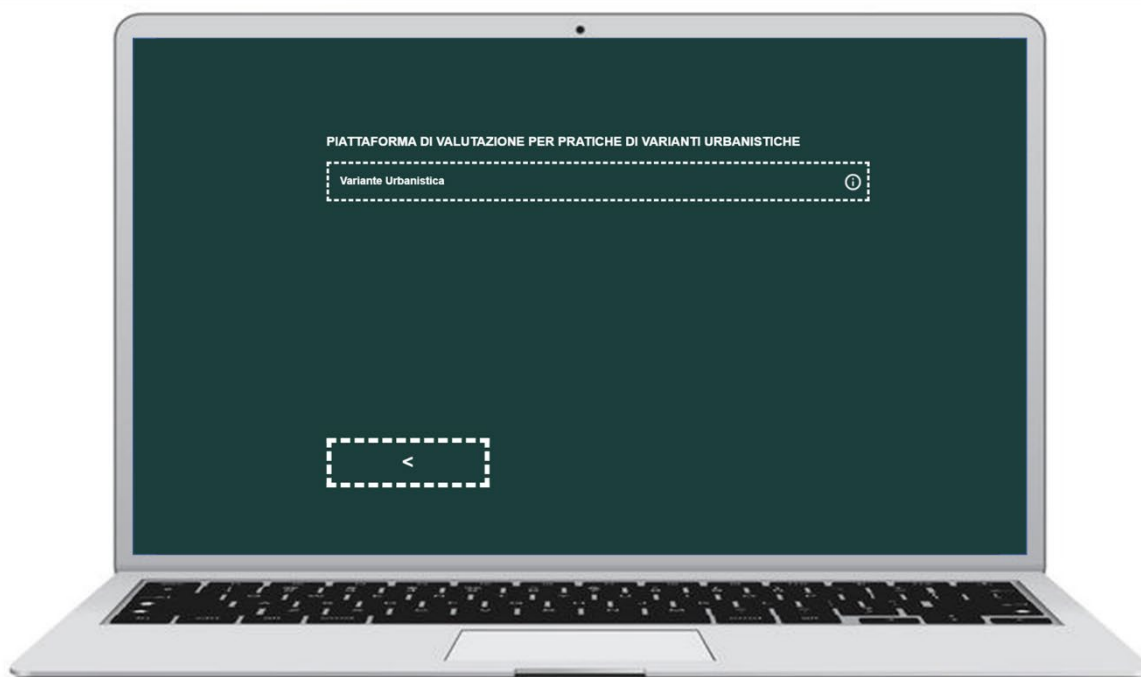 PIATTAFORMA DI VALUTAZIONE PER PRATICHE DI VARIANTI URBANISTICHE
Variante Urbanistica
<